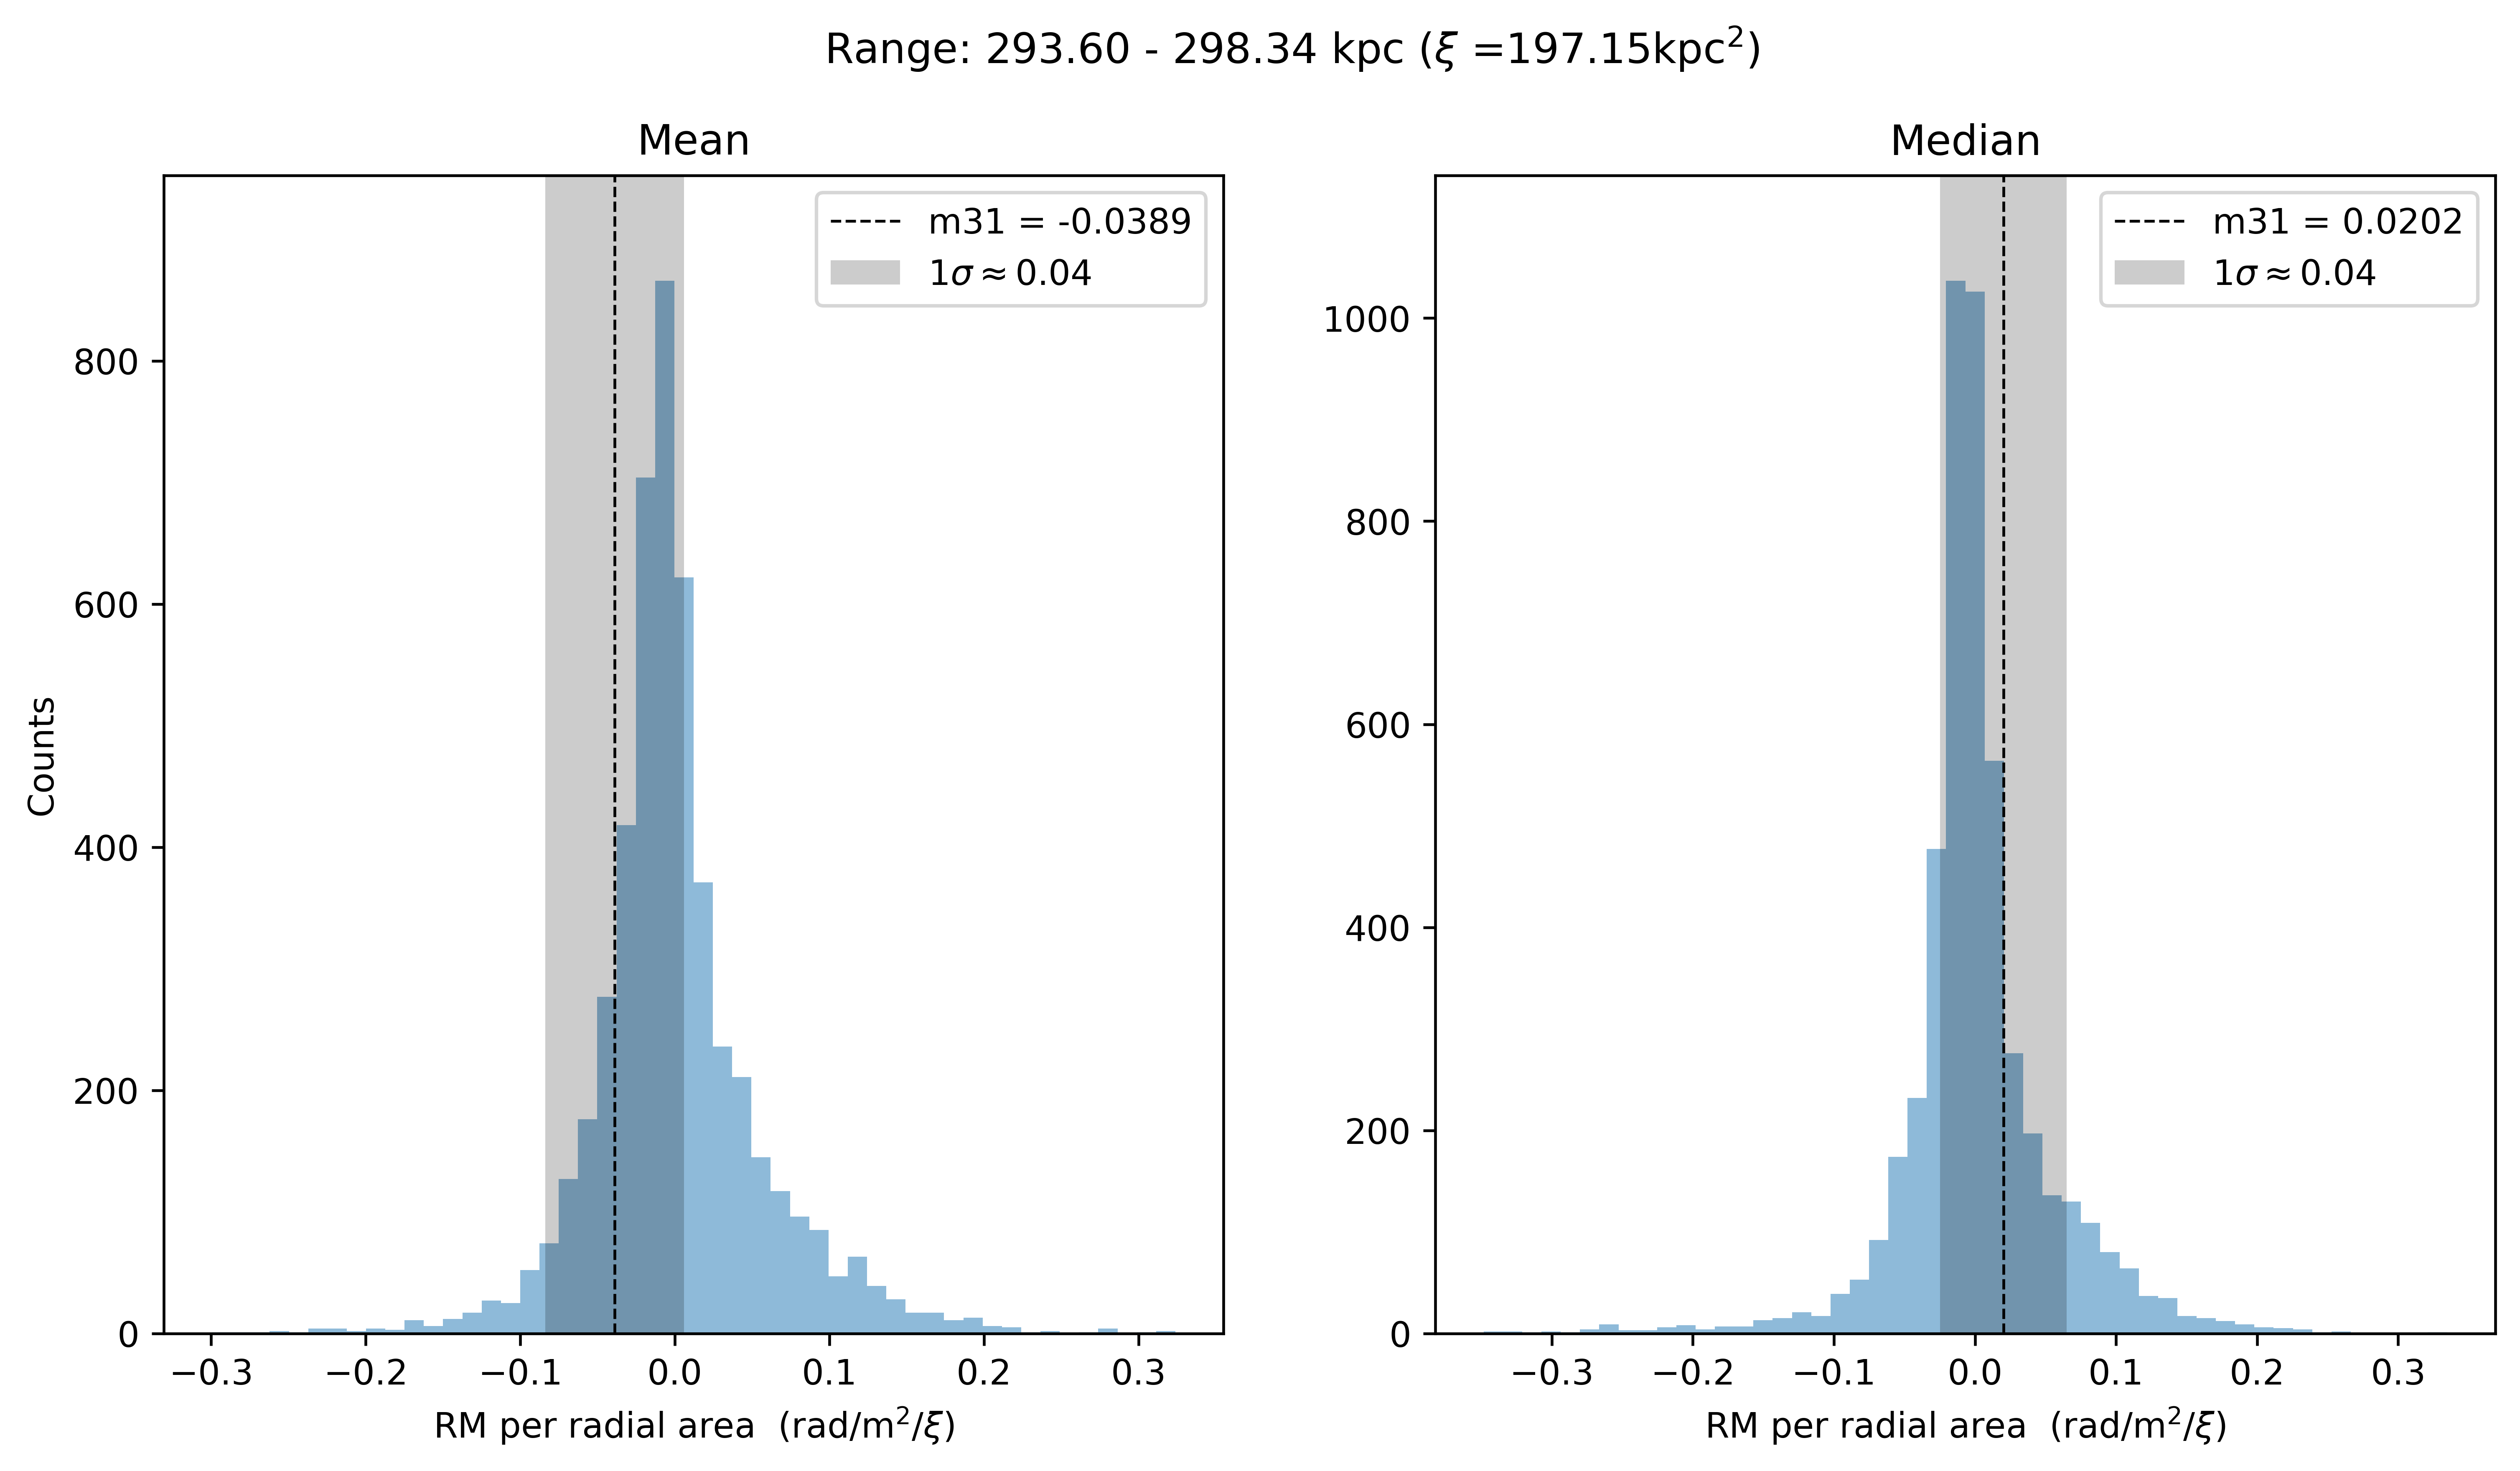 Range: 293.60 - 298.34 kpc (ξ =197.15kpc²)
Mean
m31 = -0.0389
1σ≈0.04
800
600
400
200
0
Counts
−0.3 −0.2 −0.1 0.0 0.1 0.2 0.3
RM per radial area (rad/m²/ξ)
Median
m31 = 0.0202
1σ≈0.04
1000
800
600
400
200
0
−0.3 −0.2 −0.1 0.0 0.1 0.2 0.3
RM per radial area (rad/m²/ξ)